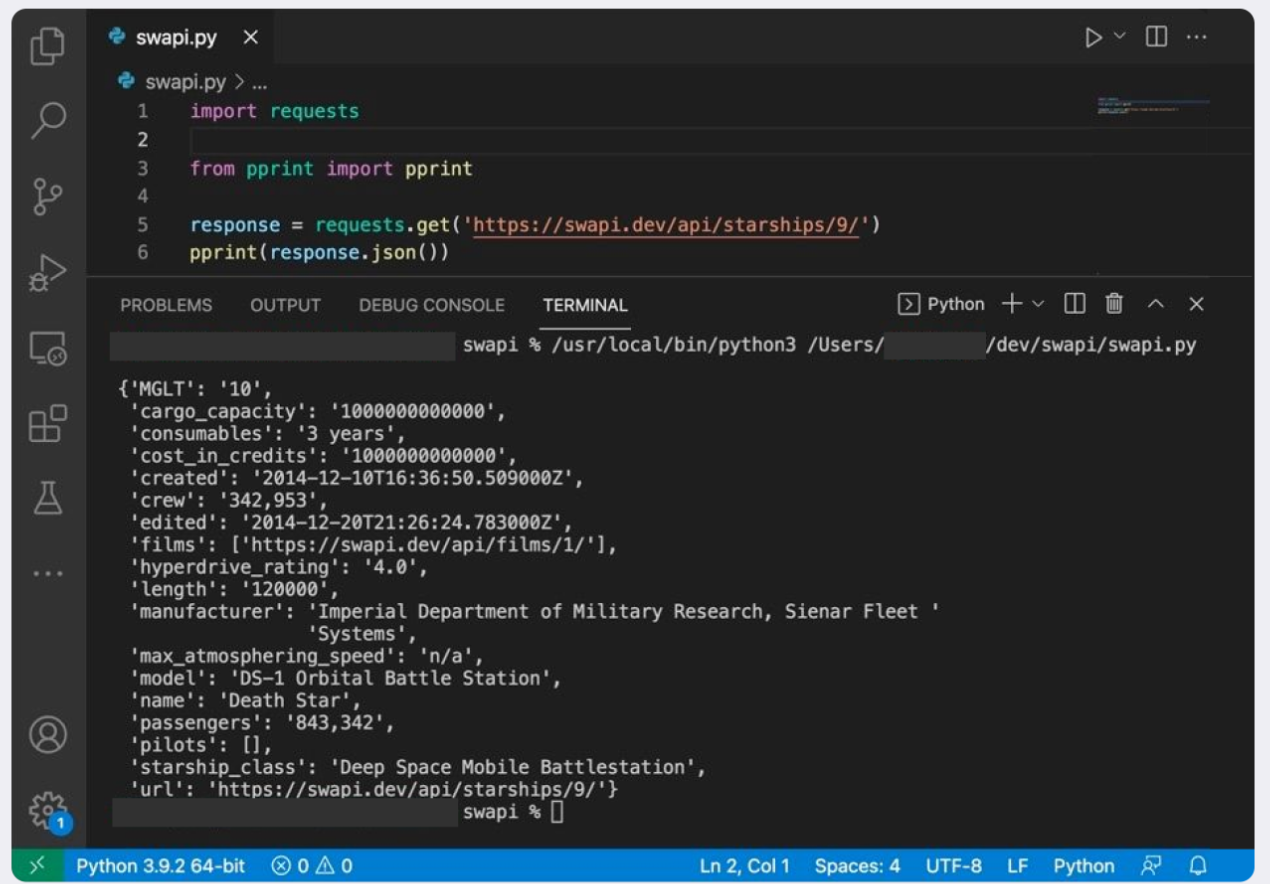 swapi.py
swapi.py > ...
1 import requests
2
3 from pprint import pprint
4
5 response = requests.get('https://swapi.dev/api/starships/9/')
6 pprint(response.json())
PROBLEMS OUTPUT DEBUG CONSOLE TERMINAL Python
swapi % /usr/local/bin/python3 /Users/ /dev/swapi/swapi.py
{'MGLT': '10',
'cargo_capacity': '1000000000000',
'consumables': '3 years',
'cost_in_credits': '1000000000000',
'created': '2014-12-10T16:36:50.509000Z',
'crew': '342,953',
'edited': '2014-12-20T21:26:24.783000Z',
'films': ['https://swapi.dev/api/films/1/'],
'hyperdrive_rating': '4.0',
'length': '120000',
'manufacturer': 'Imperial Department of Military Research, Sienar Fleet '
'Systems',
'max_atmosphering_speed': 'n/a',
'model': 'DS-1 Orbital Battle Station',
'name': 'Death Star',
'passengers': '843,342',
'pilots': [],
'starship_class': 'Deep Space Mobile Battlestation',
'url': 'https://swapi.dev/api/starships/9/'}
swapi %
1
Python 3.9.2 64-bit 0 0 Ln 2, Col 1 Spaces: 4 UTF-8 LF Python